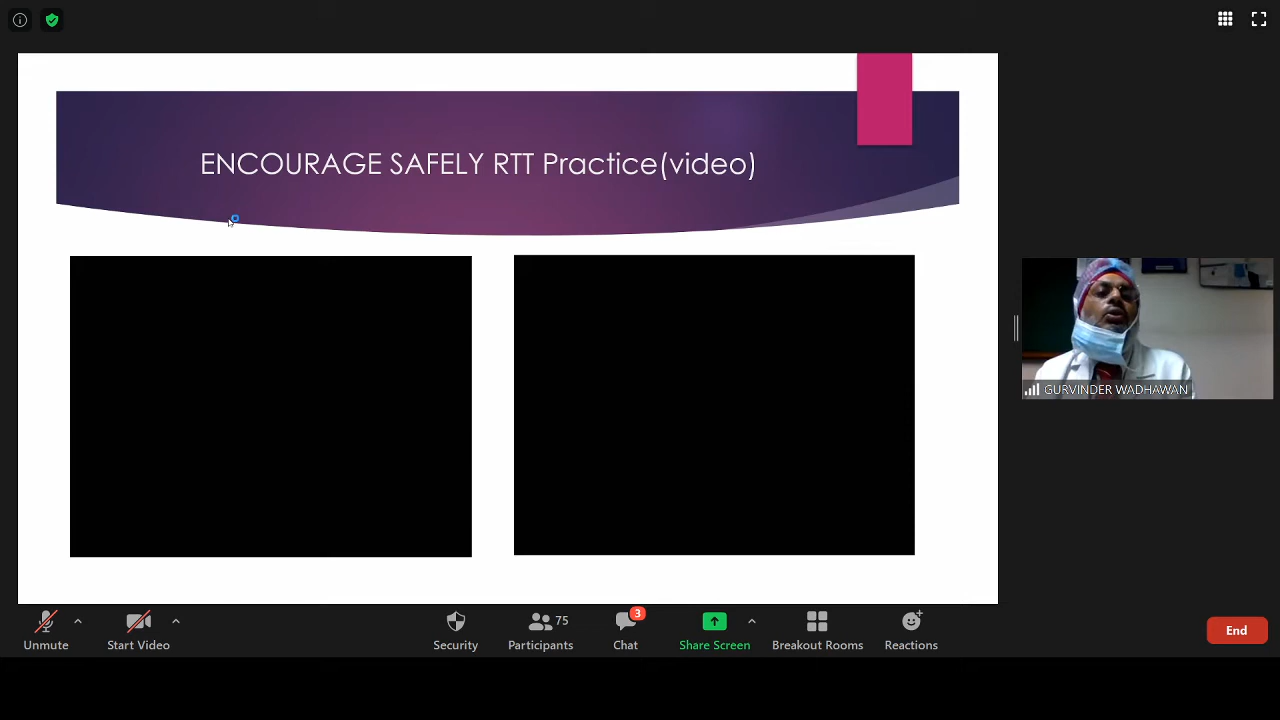 ENCOURAGE SAFELY RTT Practice(video)
GURVINDER WADHAWAN
Unmute
Start Video
Security
Participants
75
Chat
3
Share Screen
Breakout Rooms
Reactions
End